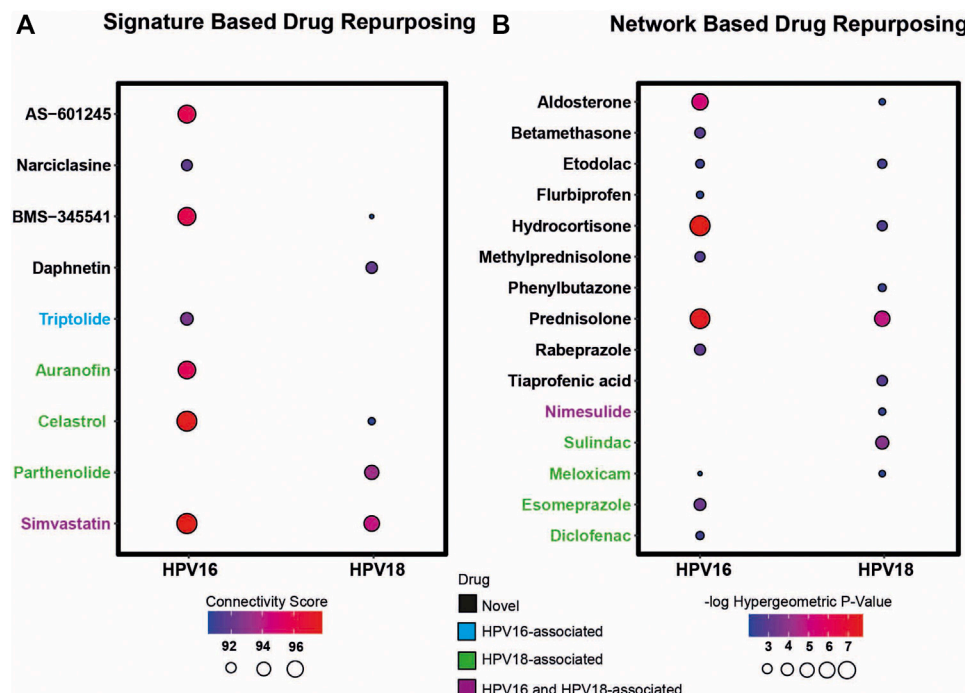 A Signature Based Drug Repurposing
AS-601245
Narciclasine
BMS-345541
Daphnetin
Triptolide
Auranofin
Celastrol
Parthenolide
Simvastatin
HPV16 HPV18
Connectivity Score
92 94 96
B Network Based Drug Repurposing
Aldosterone
Betamethasone
Etodolac
Flurbiprofen
Hydrocortisone
Methylprednisolone
Phenylbutazone
Prednisolone
Rabeprazole
Tiaprofenic acid
Nimesulide
Sulindac
Meloxicam
Esomeprazole
Diclofenac
HPV16 HPV18
Drug
Novel
HPV16-associated
HPV18-associated
HPV16 and HPV18-associated
-log Hypergeometric P-Value
3 4 5 6 7